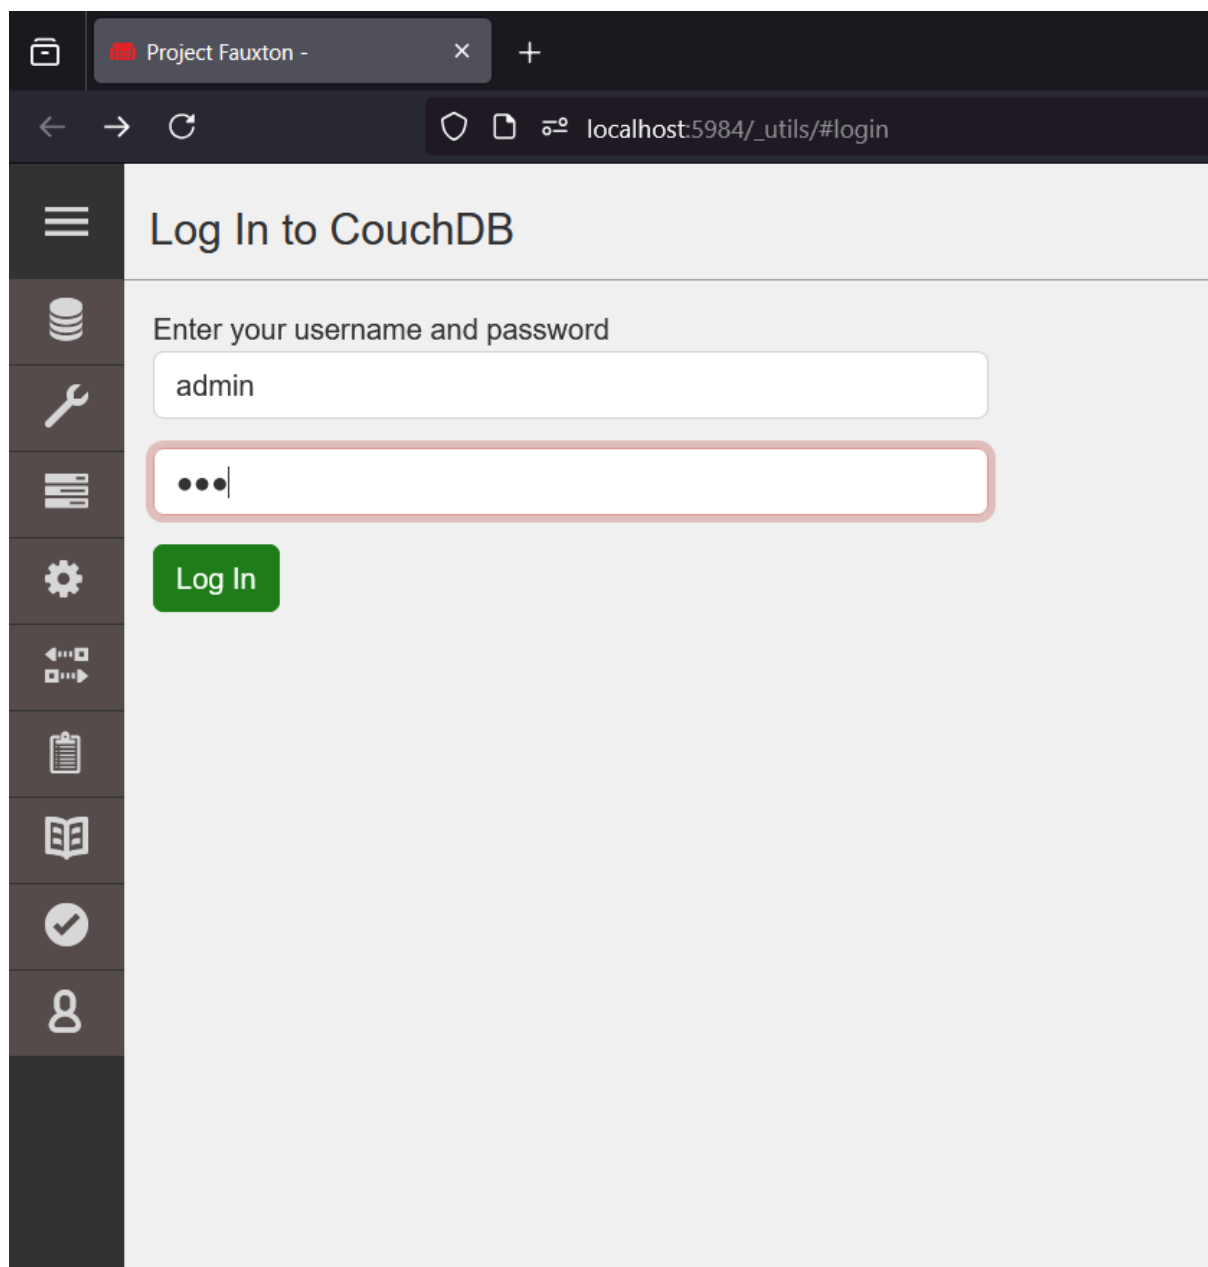 Project Fauxton -
localhost:5984/_utils/#login
Log In to CouchDB
Enter your username and password
admin
•••
Log In